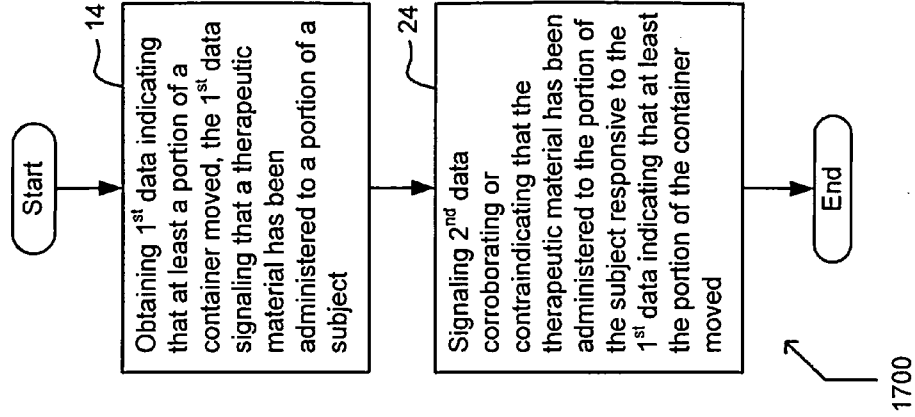 Start
14
Obtaining 1st data indicating
that at least a portion of a
container moved, the 1st data
signaling that a therapeutic
material has been
administered to a portion of a
subject
24
Signaling 2nd data
corroborating or
contraindicating that the
therapeutic material has been
administered to the portion of
the subject responsive to the
1st data indicating that at least
the portion of the container
moved
End
1700